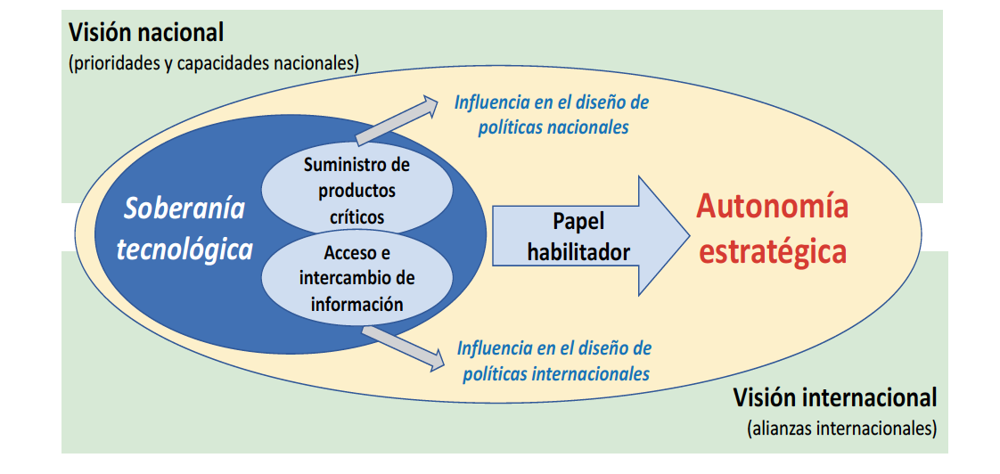 Visión nacional
(prioridades y capacidades nacionales)
Influencia en el diseño de
políticas nacionales
Suministro de
productos
críticos
Soberanía
tecnológica
Acceso e
intercambio de
información
Papel
habilitador
Autonomía
estratégica
Influencia en el diseño de
políticas internacionales
Visión internacional
(alianzas internacionales)